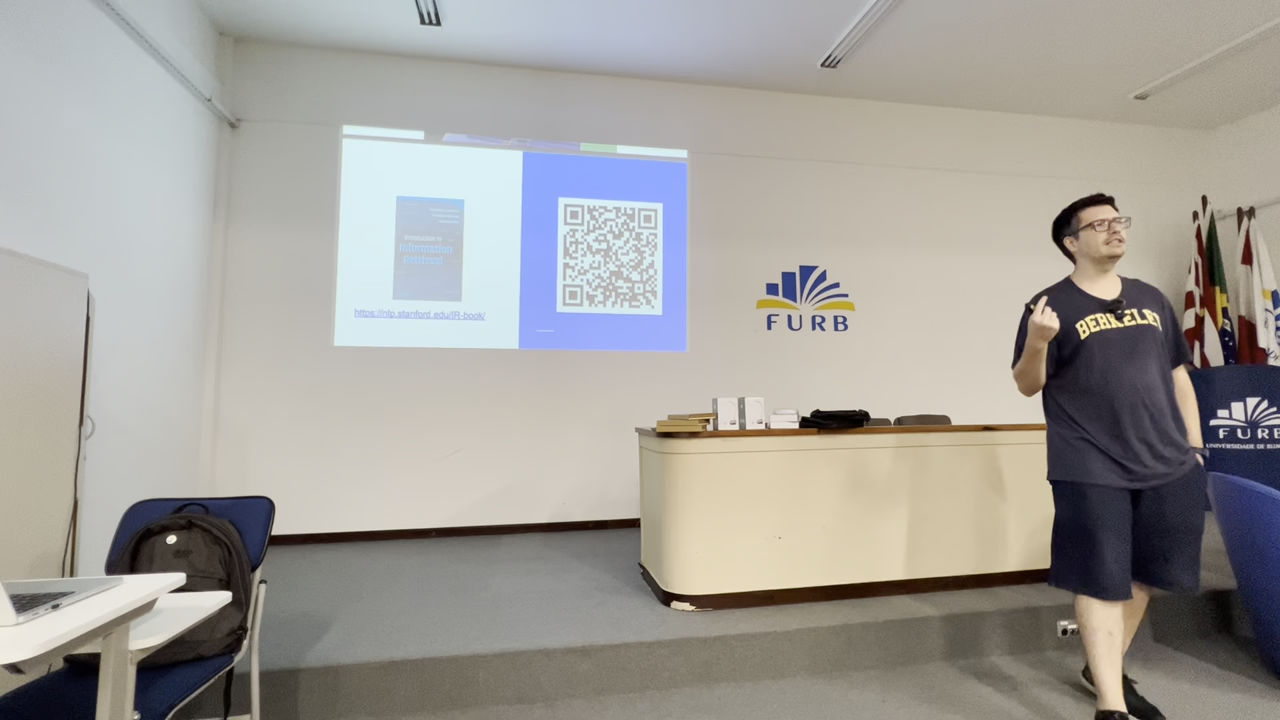 INTRODUCTION TO
Information
Retrieval
https://nlp.stanford.edu/IR-book/
FURB
BERKELEY
FURB